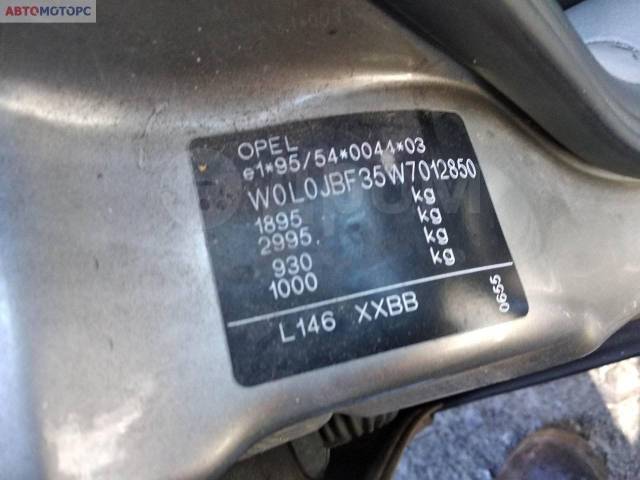 АВТОМОТОРС
OPEL
e1*95/54*0044*03
W0L0JBF35W7012850
1895 kg
2995 kg
930 kg
1000 kg
L146 XXBB
0655